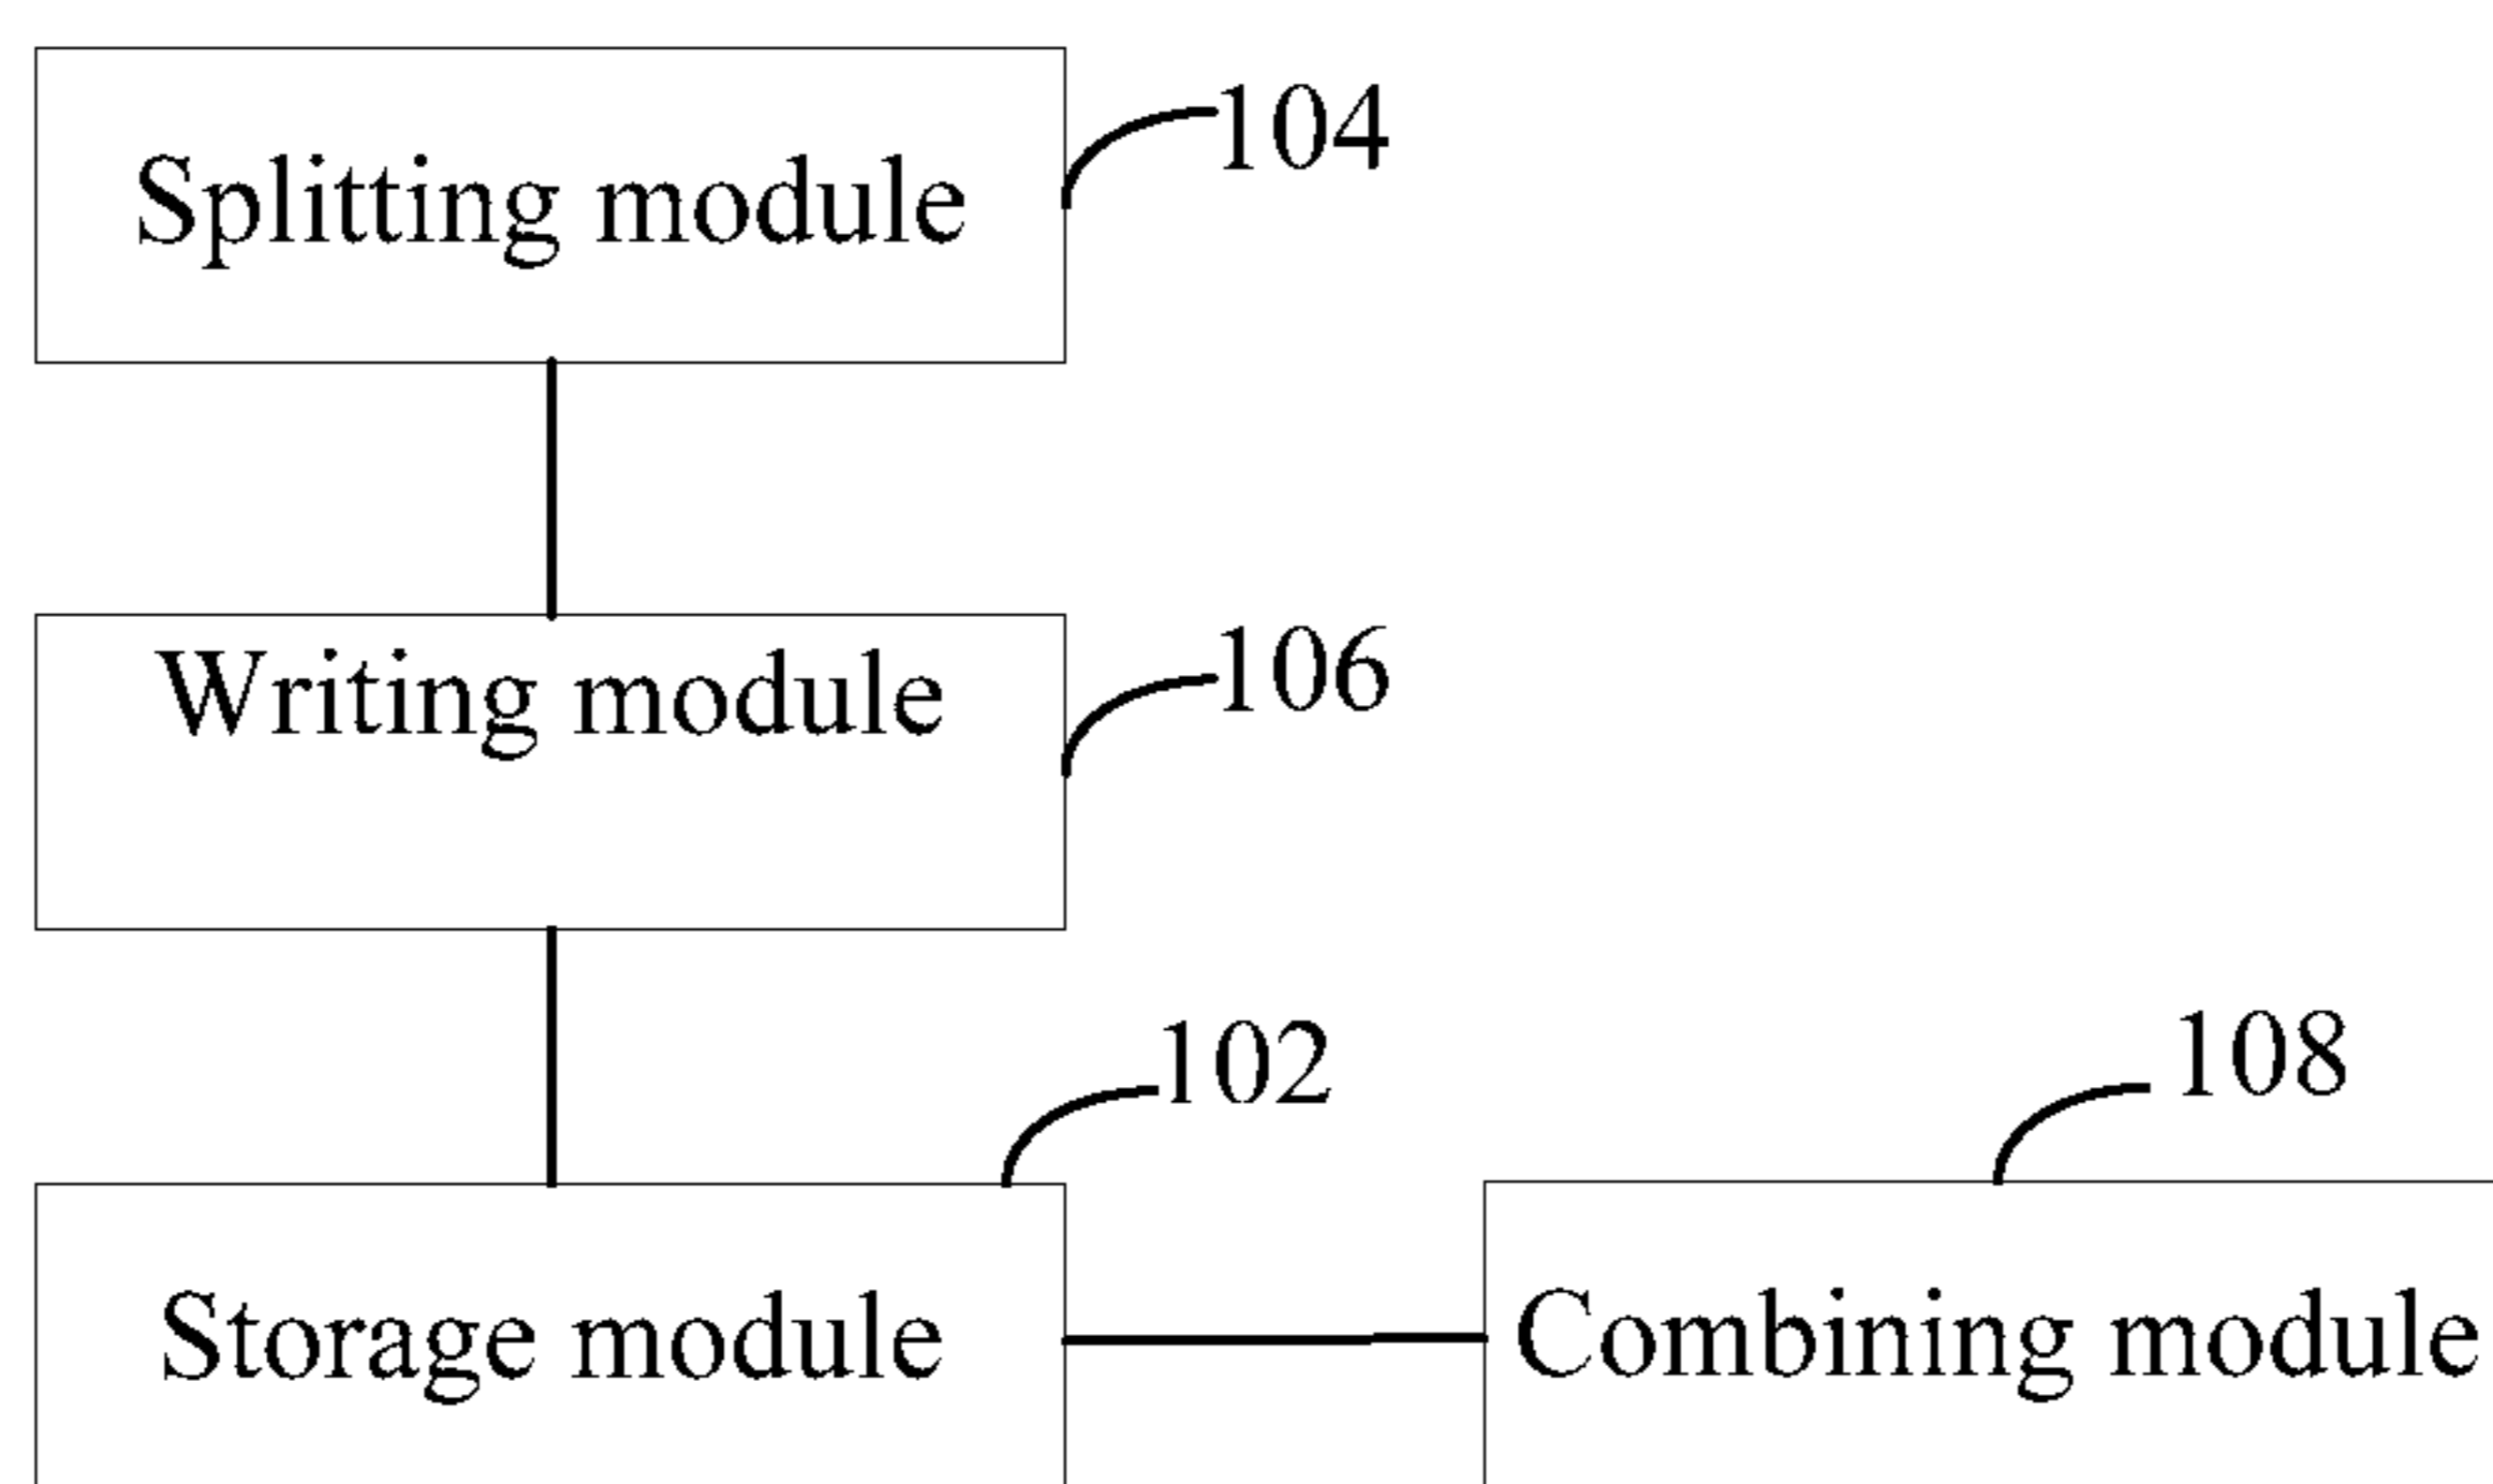 104
Splitting module
106
Writing module
102
108
Storage module
Combining module